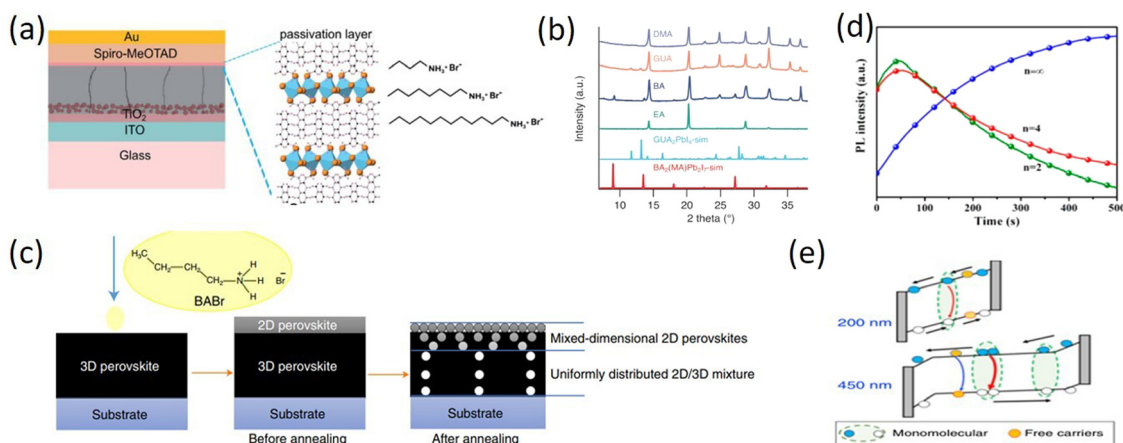 (a)
Au
Spiro-MeOTAD
TiO₂
ITO
Glass
passivation layer
NH₃⁺Br⁻
NH₃⁺Br⁻
NH₃⁺Br⁻
(b)
Intensity (a.u.)
DMA
GUA
BA
EA
GUA₂PbI₄-sim
BA₂(MA)Pb₂I₇-sim
10 15 20 25 30 35
2 theta (°)
(d)
PL intensity (a.u.)
n=∞
n=4
n=2
0 100 200 300 400 500
Time (s)
(c)
H₃C
CH₂
CH₂
CH₂
H
N⁺
H
H
Br⁻
BABr
3D perovskite
Substrate
2D perovskite
3D perovskite
Substrate
Before annealing
Mixed-dimensional 2D perovskites
Uniformly distributed 2D/3D mixture
Substrate
After annealing
(e)
200 nm
450 nm
Monomolecular
Free carriers